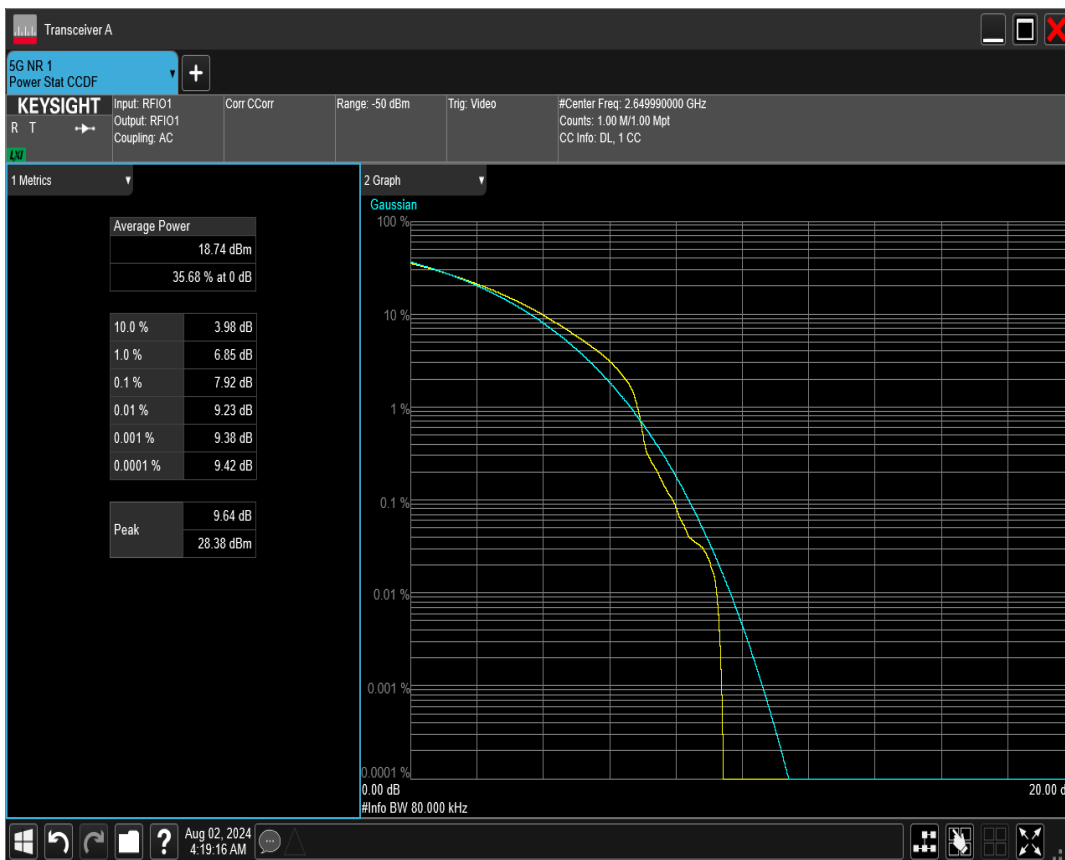 Transceiver A
5G NR 1
Power Stat CCDF
+
KEYSIGHT
R T
LXI
Input: RFIO1
Output: RFIO1
Coupling: AC
Corr CCorr
Range: -50 dBm
Trig: Video
#Center Freq: 2.649990000 GHz
Counts: 1.00 M/1.00 Mpt
CC Info: DL, 1 CC
1 Metrics
Average Power
18.74 dBm
35.68 % at 0 dB
10.0 % 3.98 dB
1.0 % 6.85 dB
0.1 % 7.92 dB
0.01 % 9.23 dB
0.001 % 9.38 dB
0.0001 % 9.42 dB
Peak
9.64 dB
28.38 dBm
2 Graph
Gaussian
100 %
10 %
1 %
0.1 %
0.01 %
0.001 %
0.0001 %
0.00 dB 20.00 d
#Info BW 80.000 kHz
?
Aug 02, 2024
4:19:16 AM